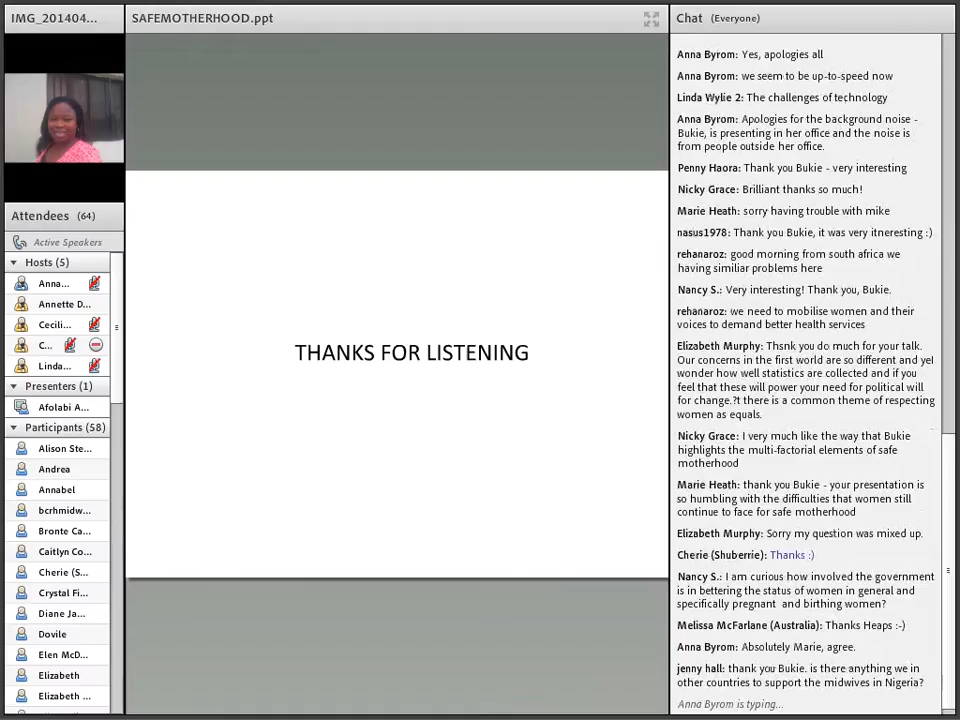 IMG_201404...
SAFEMOTHERHOOD.ppt
Chat (Everyone)
Attendees (64)
Active Speakers
Hosts (5)
Anna...
Annette D...
Cecili...
C...
Linda...
Presenters (1)
Afolabi A...
Participants (58)
Alison Ste...
Andrea
Annabel
bcrhmidw...
Bronte Ca...
Caitlyn Co...
Cherie (S...
Crystal Fi...
Diane Ja...
Dovile
Elen McD...
Elizabeth
Elizabeth ...
THANKS FOR LISTENING
Anna Byrom: Yes, apologies all
Anna Byrom: we seem to be up-to-speed now
Linda Wylie 2: The challenges of technology
Anna Byrom: Apologies for the background noise -
Bukie, is presenting in her office and the noise is
from people outside her office.
Penny Haora: Thank you Bukie - very interesting
Nicky Grace: Brilliant thanks so much!
Marie Heath: sorry having trouble with mike
nasus1978: Thank you Bukie, it was very itneresting :)
rehanaroz: good morning from south africa we
having similiar problems here
Nancy S.: Very interesting! Thank you, Bukie.
rehanaroz: we need to mobilise women and their
voices to demand better health services
Elizabeth Murphy: Thsnk you do much for your talk.
Our concerns in the first world are so different and yet
wonder how well statistics are collected and if you
feel that these will power your need for political will
for change.?t there is a common theme of respecting
women as equals.
Nicky Grace: I very much like the way that Bukie
highlights the multi-factorial elements of safe
motherhood
Marie Heath: thank you Bukie - your presentation is
so humbling with the difficulties that women still
continue to face for safe motherhood
Elizabeth Murphy: Sorry my question was mixed up.
Cherie (Shuberrie): Thanks :)
Nancy S.: I am curious how involved the government
is in bettering the status of women in general and
specifically pregnant and birthing women?
Melissa McFarlane (Australia): Thanks Heaps :-)
Anna Byrom: Absolutely Marie, agree.
jenny hall: thank you Bukie. is there anything we in
other countries to support the midwives in Nigeria?
Anna Byrom is typing...